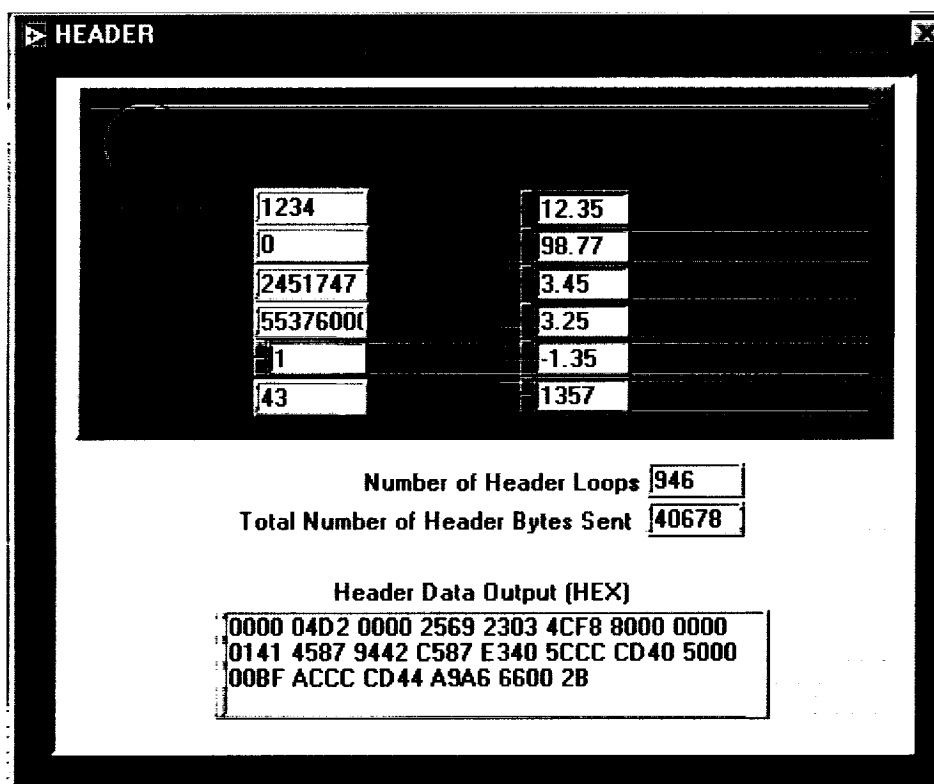 HEADER
1234 12.35
0 98.77
2451747 3.45
5537600 3.25
1 -1.35
43 1357
Number of Header Loops 946
Total Number of Header Bytes Sent 40678
Header Data Output (HEX)
0000 04D2 0000 2569 2303 4CF8 8000 0000
0141 4587 9442 C587 E340 5CCC CD40 5000
00BF ACCC CD44 A9A6 6600 2B